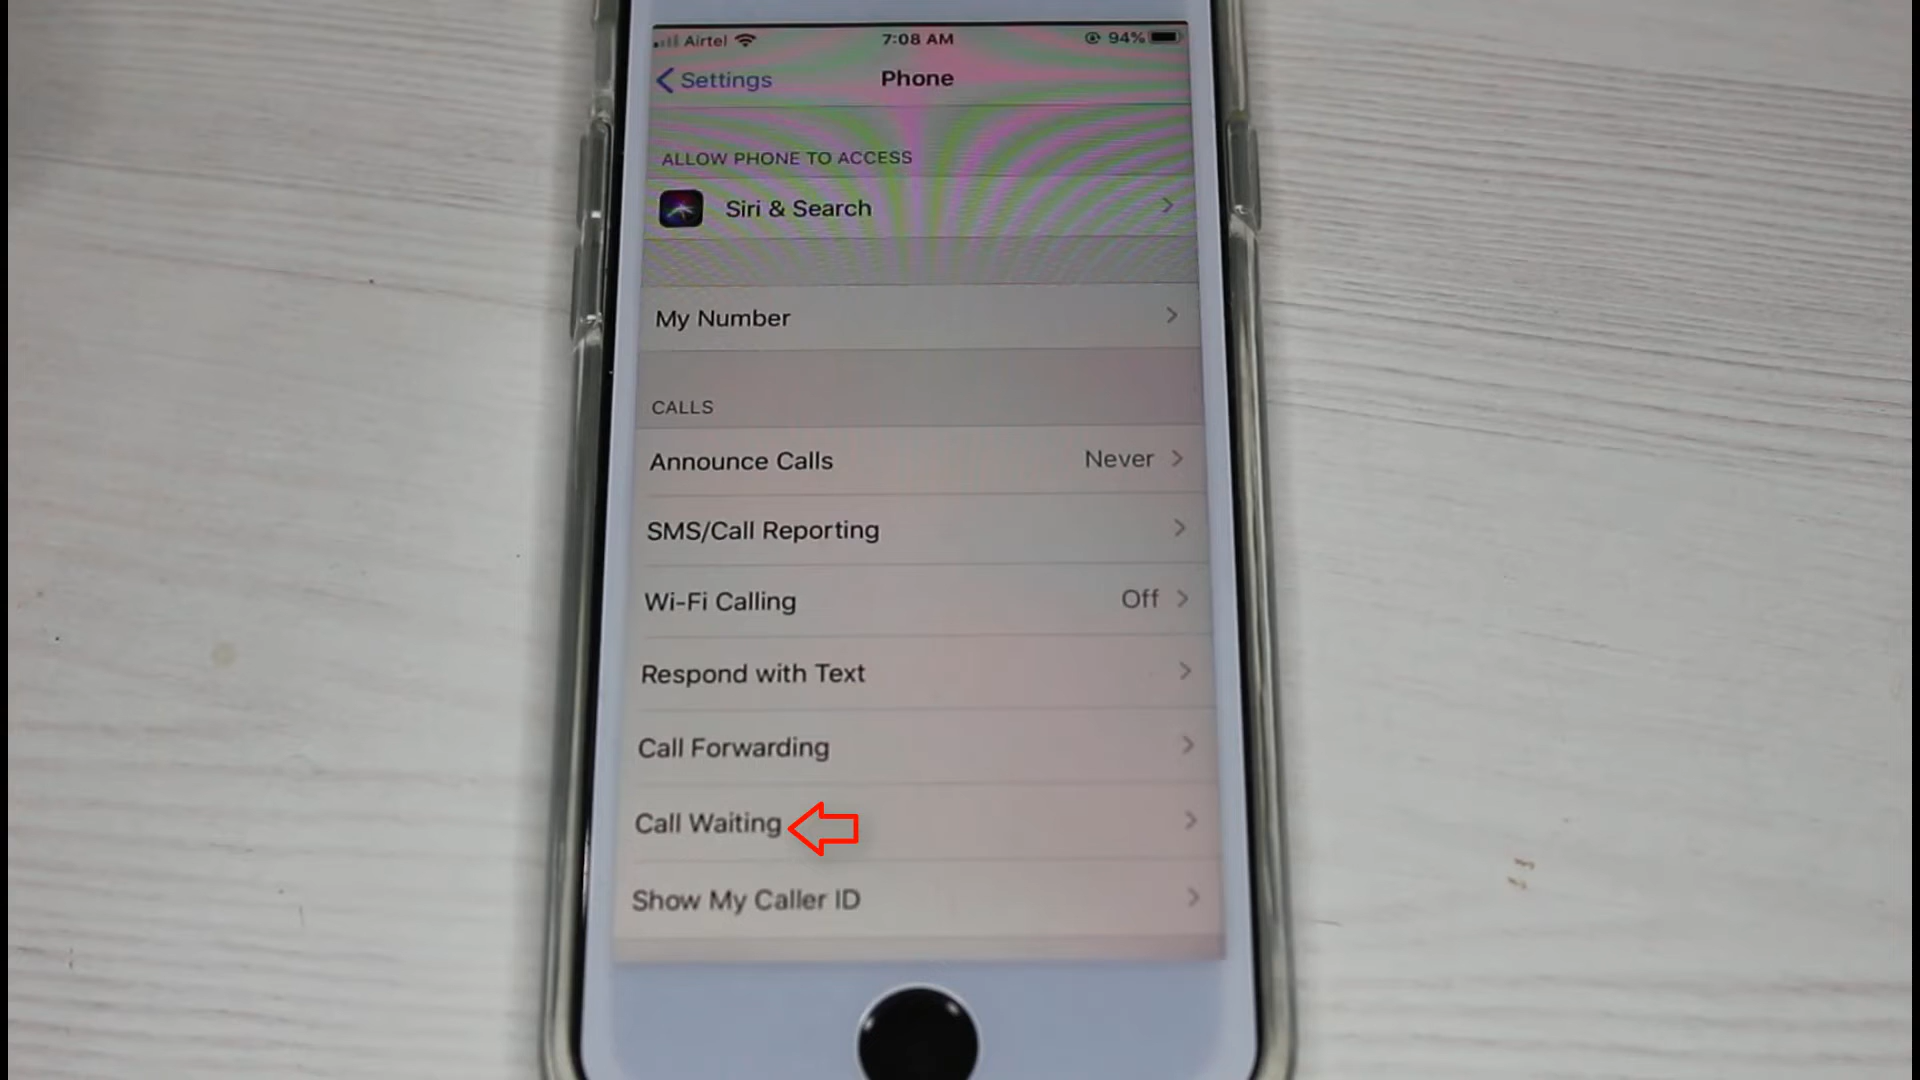 Airtel 7:08 AM 94%
Settings Phone
ALLOW PHONE TO ACCESS
Siri & Search
My Number
CALLS
Announce Calls Never
SMS/Call Reporting
Wi-Fi Calling Off
Respond with Text
Call Forwarding
Call Waiting
Show My Caller ID